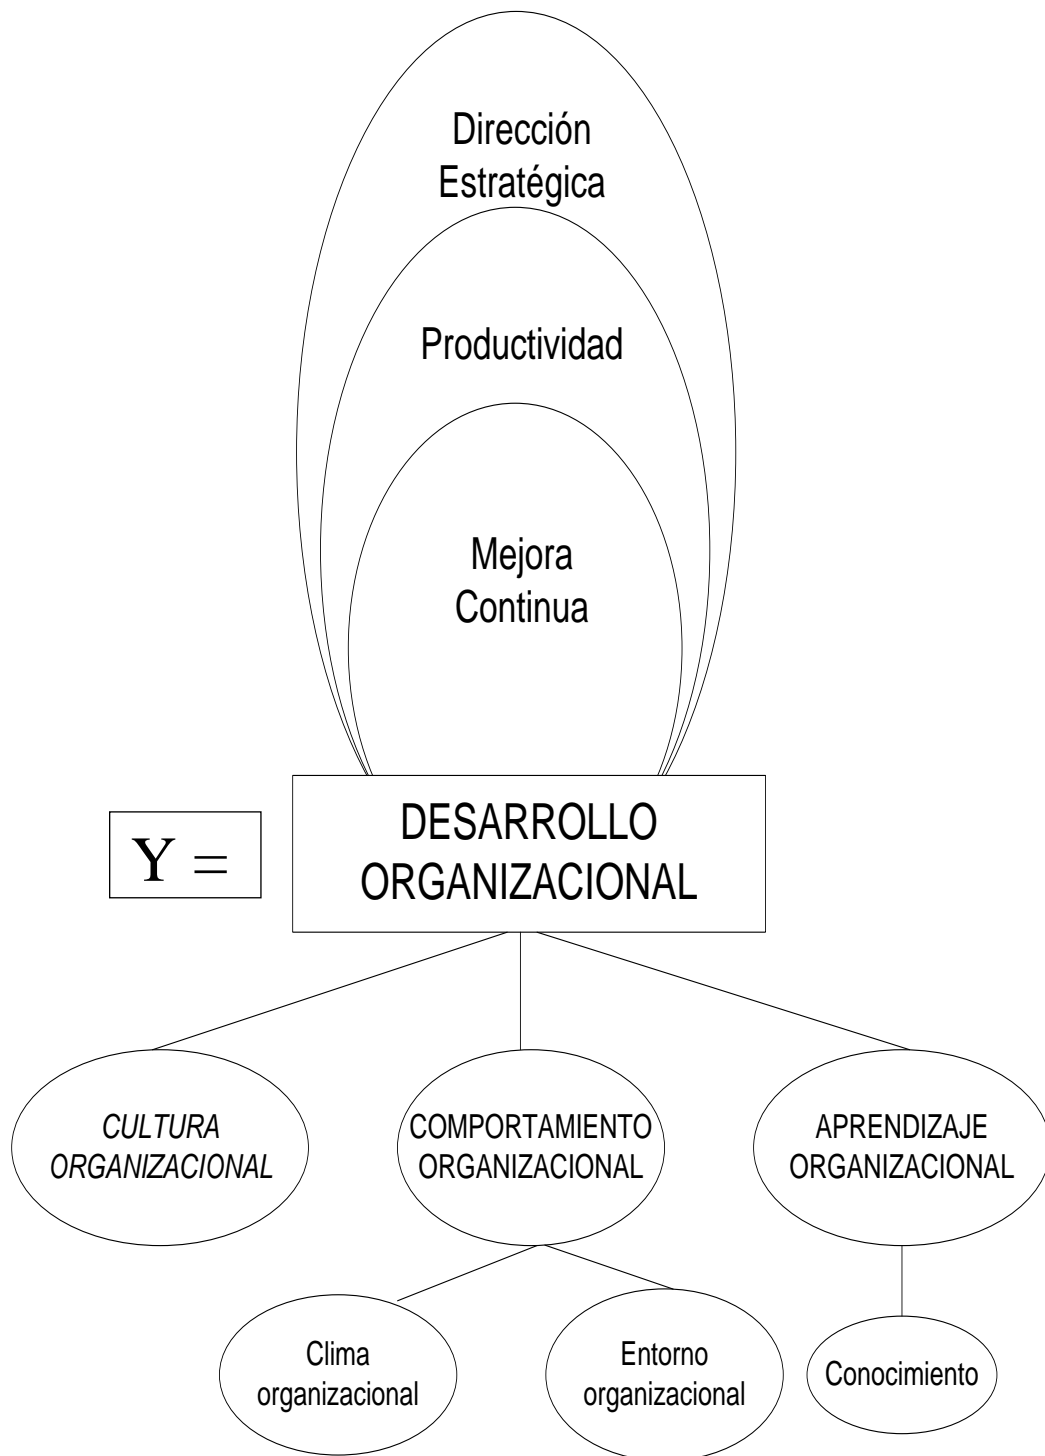 Dirección
Estratégica
Productividad
Mejora
Continua
Y =
DESARROLLO
ORGANIZACIONAL
CULTURA
ORGANIZACIONAL
COMPORTAMIENTO
ORGANIZACIONAL
APRENDIZAJE
ORGANIZACIONAL
Clima
organizacional
Entorno
organizacional
Conocimiento